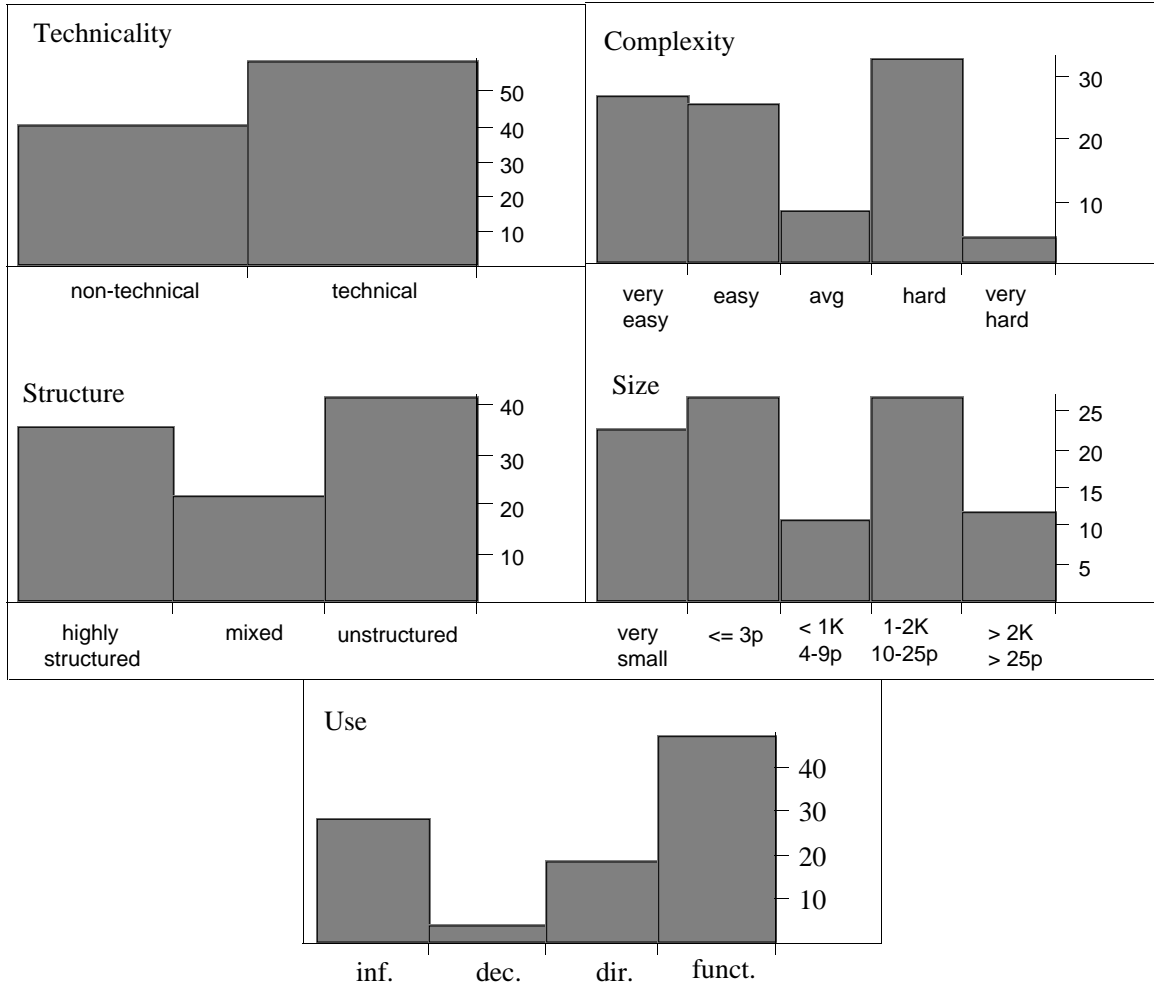 Technicality
50
40
30
20
10
non-technical technical
Complexity
30
20
10
very easy avg hard very
easy hard
Structure
40
30
20
10
highly mixed unstructured
structured
Size
25
20
15
10
5
very <= 3p < 1K 1-2K > 2K
small 4-9p 10-25p > 25p
Use
40
30
20
10
inf. dec. dir. funct.